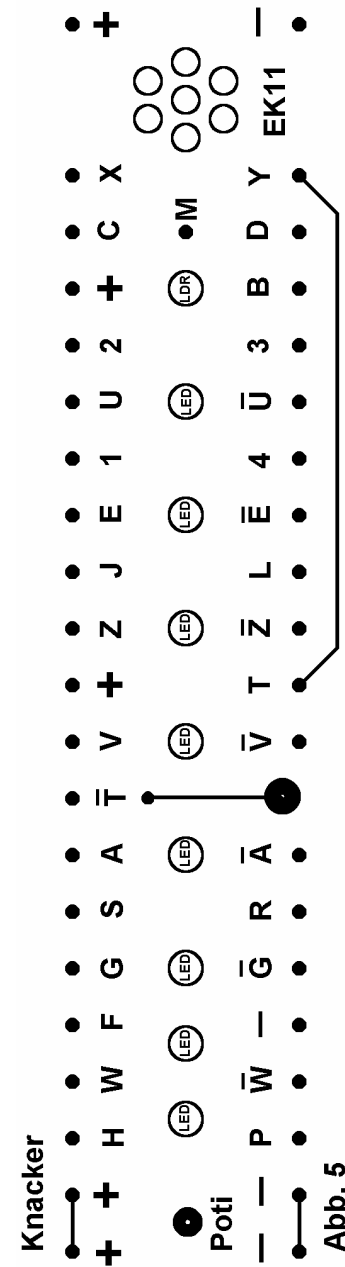 Knacker
+ + H W F G S A T̅ V + Z J E 1 U 2 + C X +
LED LED LED LED LED LED LED LED LDR M
Poti
— — P W̅ — G̅ R A̅ V̅ T Z̅ L E̅ 4 U̅ 3 B D Y —
EK11
Abb. 5